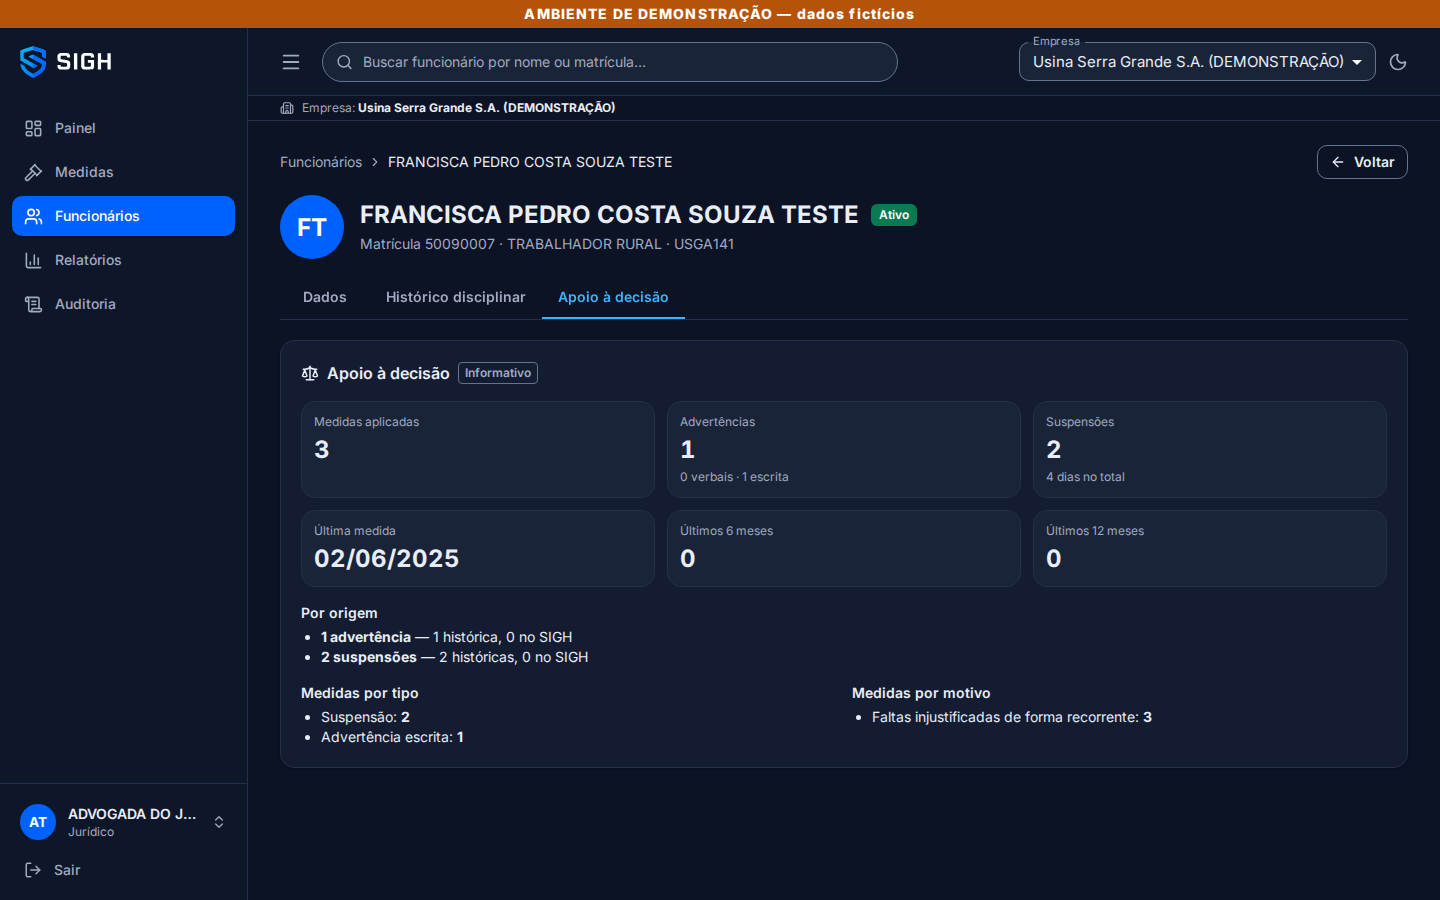 AMBIENTE DE DEMONSTRAÇÃO — dados fictícios
SIGH
Buscar funcionário por nome ou matrícula...
Empresa
Usina Serra Grande S.A. (DEMONSTRAÇÃO)
Empresa: Usina Serra Grande S.A. (DEMONSTRAÇÃO)
Painel
Medidas
Funcionários
Relatórios
Auditoria
Funcionários > FRANCISCA PEDRO COSTA SOUZA TESTE
Voltar
FT
FRANCISCA PEDRO COSTA SOUZA TESTE
Ativo
Matrícula 50090007 · TRABALHADOR RURAL · USGA141
Dados
Histórico disciplinar
Apoio à decisão
Apoio à decisão
Informativo
Medidas aplicadas
3
Advertências
1
0 verbais · 1 escrita
Suspensões
2
4 dias no total
Última medida
02/06/2025
Últimos 6 meses
0
Últimos 12 meses
0
Por origem
• 1 advertência — 1 histórica, 0 no SIGH
• 2 suspensões — 2 históricas, 0 no SIGH
Medidas por tipo
• Suspensão: 2
• Advertência escrita: 1
Medidas por motivo
• Faltas injustificadas de forma recorrente: 3
AT
ADVOGADA DO J...
Jurídico
Sair